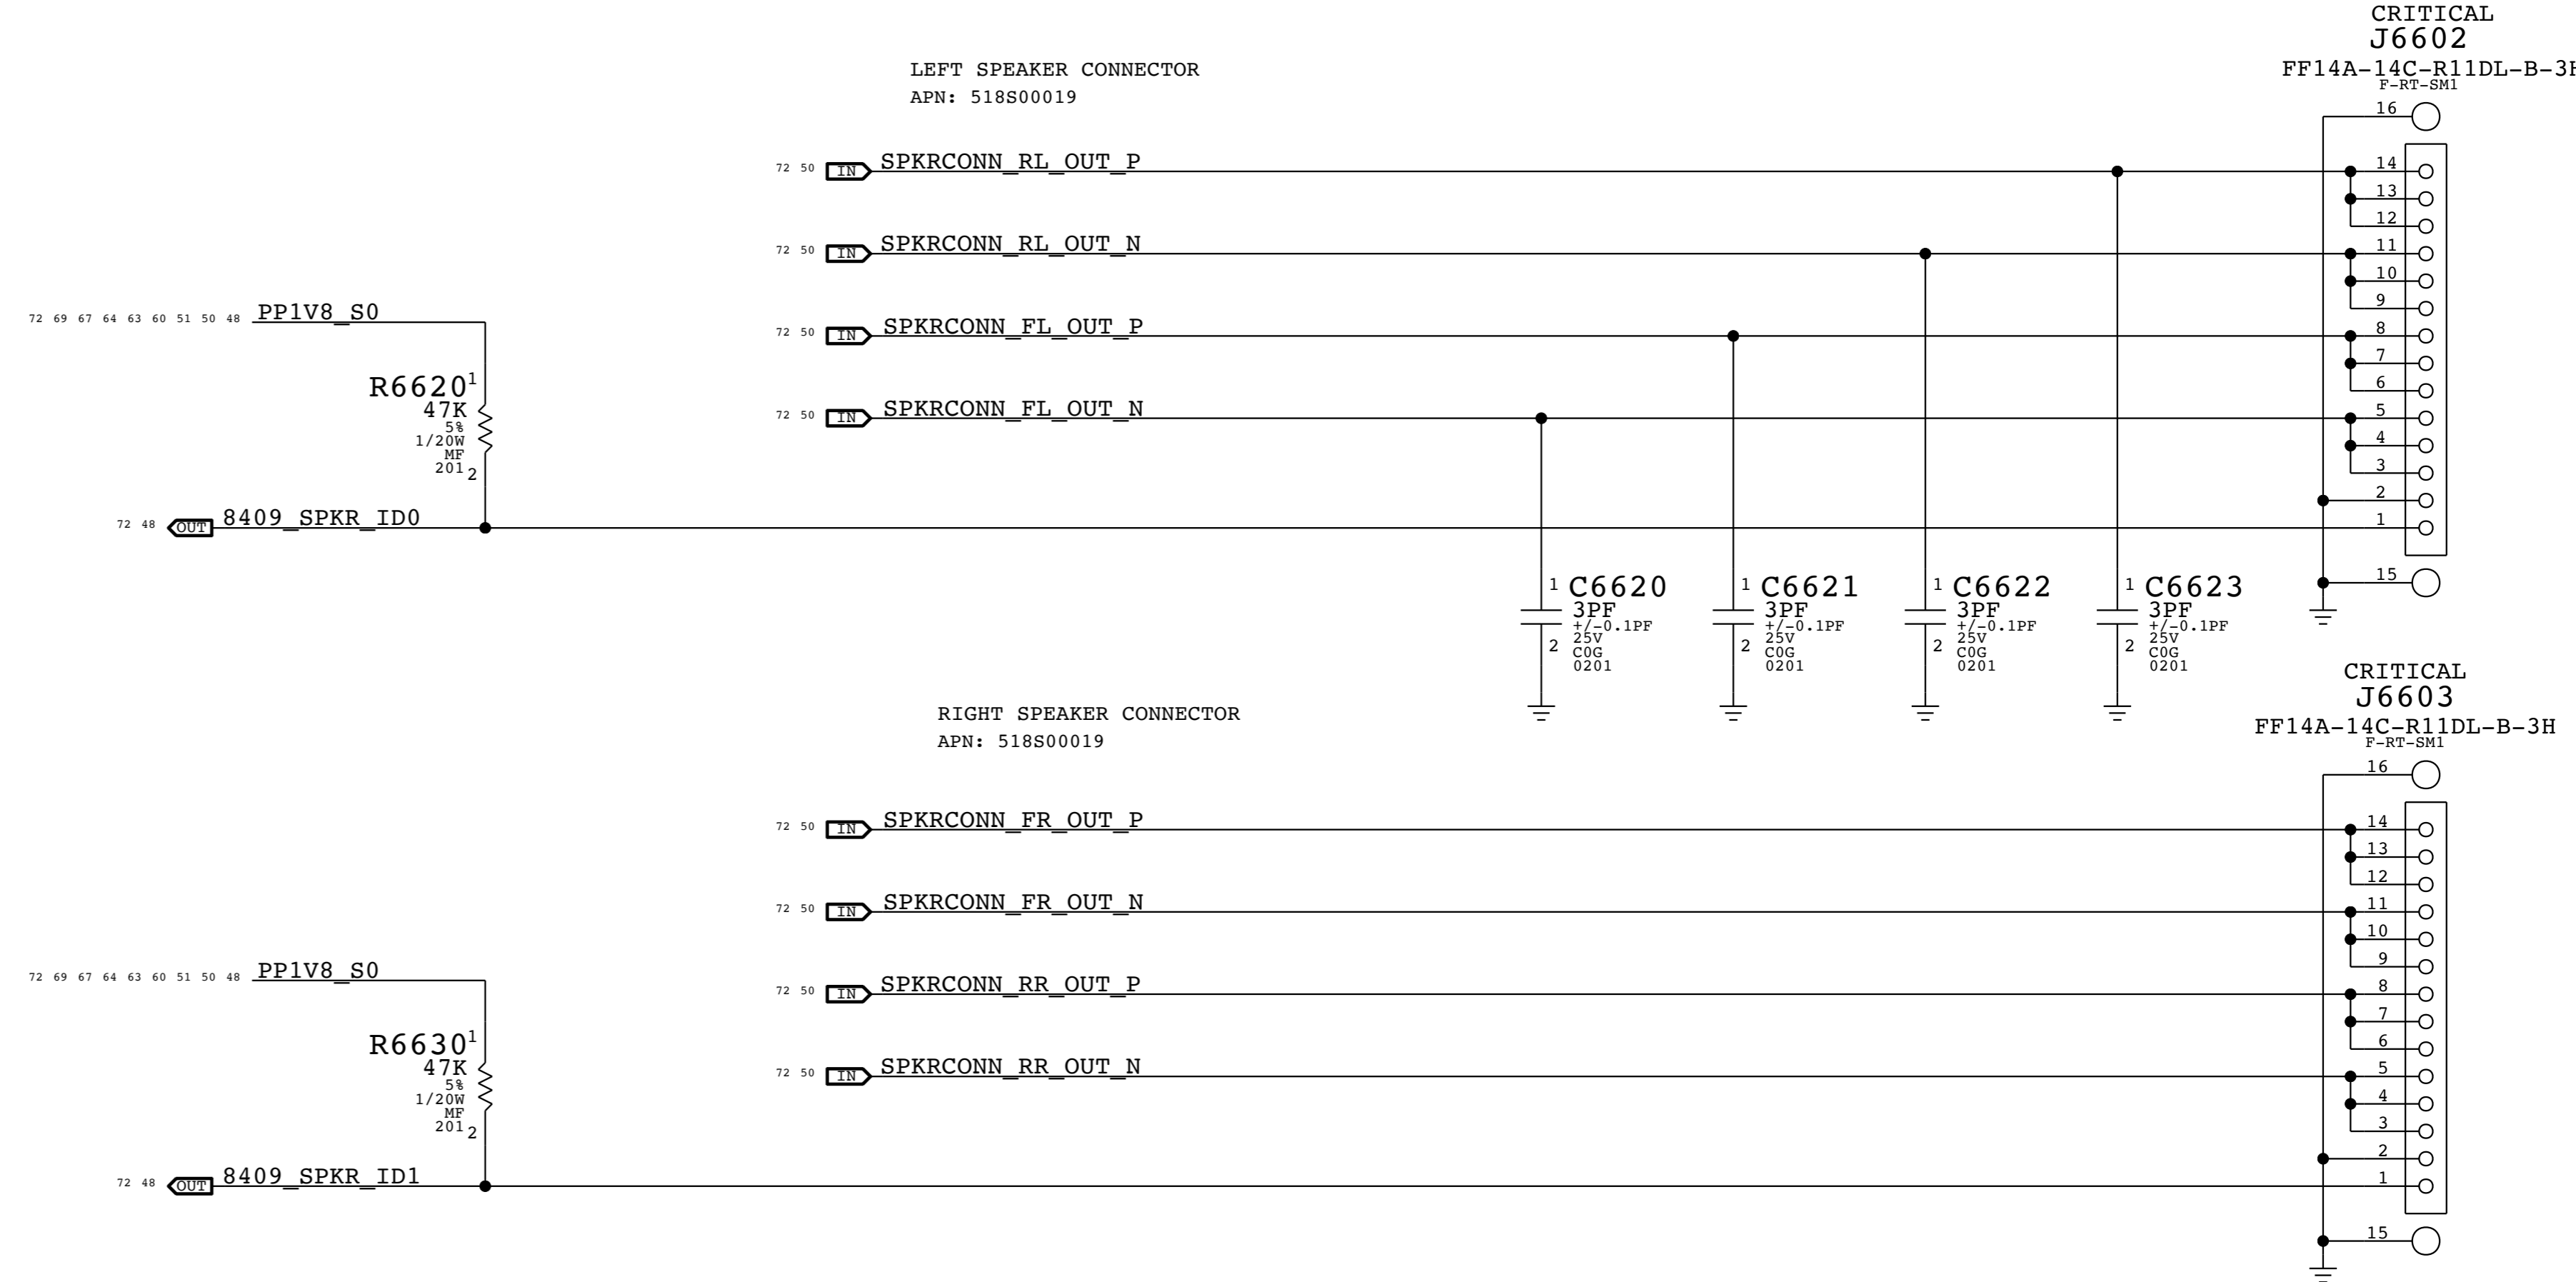 CRITICAL
J6602
FF14A-14C-R11DL-B-3H
F-RT-SM1
LEFT SPEAKER CONNECTOR
APN: 518S00019
16
72 50 IN SPKRCONN_RL_OUT_P 14
13
12
72 50 IN SPKRCONN_RL_OUT_N 11
10
9
72 69 67 64 63 60 51 50 48 PP1V8_S0
72 50 IN SPKRCONN_FL_OUT_P 8
7
6
R6620 1
47K
5%
1/20W
MF
201 2
72 50 IN SPKRCONN_FL_OUT_N 5
4
3
2
72 48 OUT 8409_SPKR_ID0 1
15
1 C6620
3PF
+/-0.1PF
25V
2 C0G
0201
1 C6621
3PF
+/-0.1PF
25V
2 C0G
0201
1 C6622
3PF
+/-0.1PF
25V
2 C0G
0201
1 C6623
3PF
+/-0.1PF
25V
2 C0G
0201
CRITICAL
J6603
FF14A-14C-R11DL-B-3H
F-RT-SM1
RIGHT SPEAKER CONNECTOR
APN: 518S00019
16
72 50 IN SPKRCONN_FR_OUT_P 14
13
12
72 50 IN SPKRCONN_FR_OUT_N 11
10
9
72 69 67 64 63 60 51 50 48 PP1V8_S0
72 50 IN SPKRCONN_RR_OUT_P 8
7
6
R6630 1
47K
5%
1/20W
MF
201 2
72 50 IN SPKRCONN_RR_OUT_N 5
4
3
2
72 48 OUT 8409_SPKR_ID1 1
15